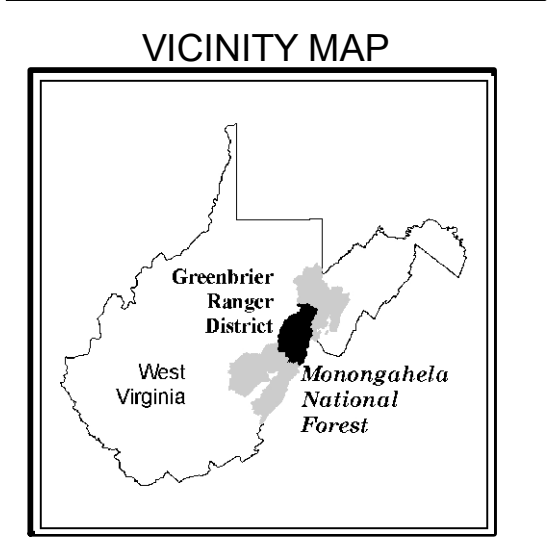 VICINITY MAP
Greenbrier
Ranger
District
West
Virginia
Monongahela
National
Forest